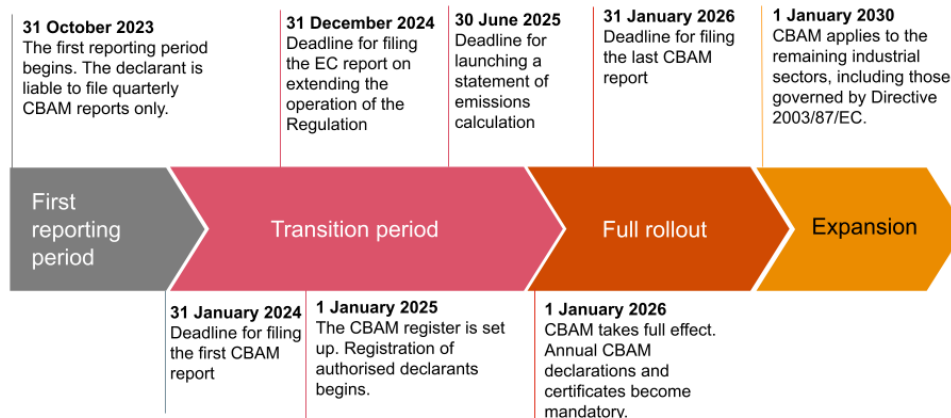 31 October 2023
The first reporting period
begins. The declarant is
liable to file quarterly
CBAM reports only.
31 December 2024
Deadline for filing
the EC report on
extending the
operation of the
Regulation
30 June 2025
Deadline for
launching a
statement of
emissions
calculation
31 January 2026
Deadline for filing
the last CBAM
report
1 January 2030
CBAM applies to the
remaining industrial
sectors, including those
governed by Directive
2003/87/EC.
First
reporting
period
Transition period
Full rollout
Expansion
31 January 2024
Deadline for filing
the first CBAM
report
1 January 2025
The CBAM register is set
up. Registration of
authorised declarants
begins.
1 January 2026
CBAM takes full effect.
Annual CBAM
declarations and
certificates become
mandatory.